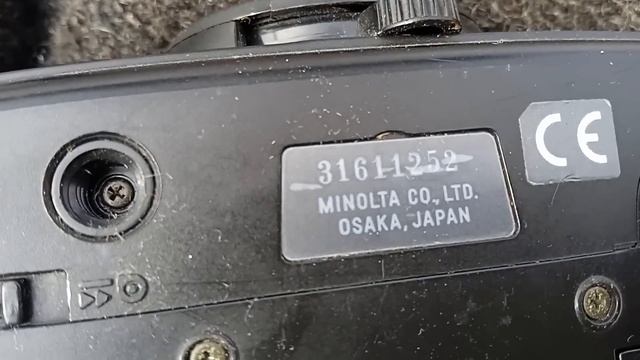 31611252
MINOLTA CO., LTD.
OSAKA, JAPAN
CE